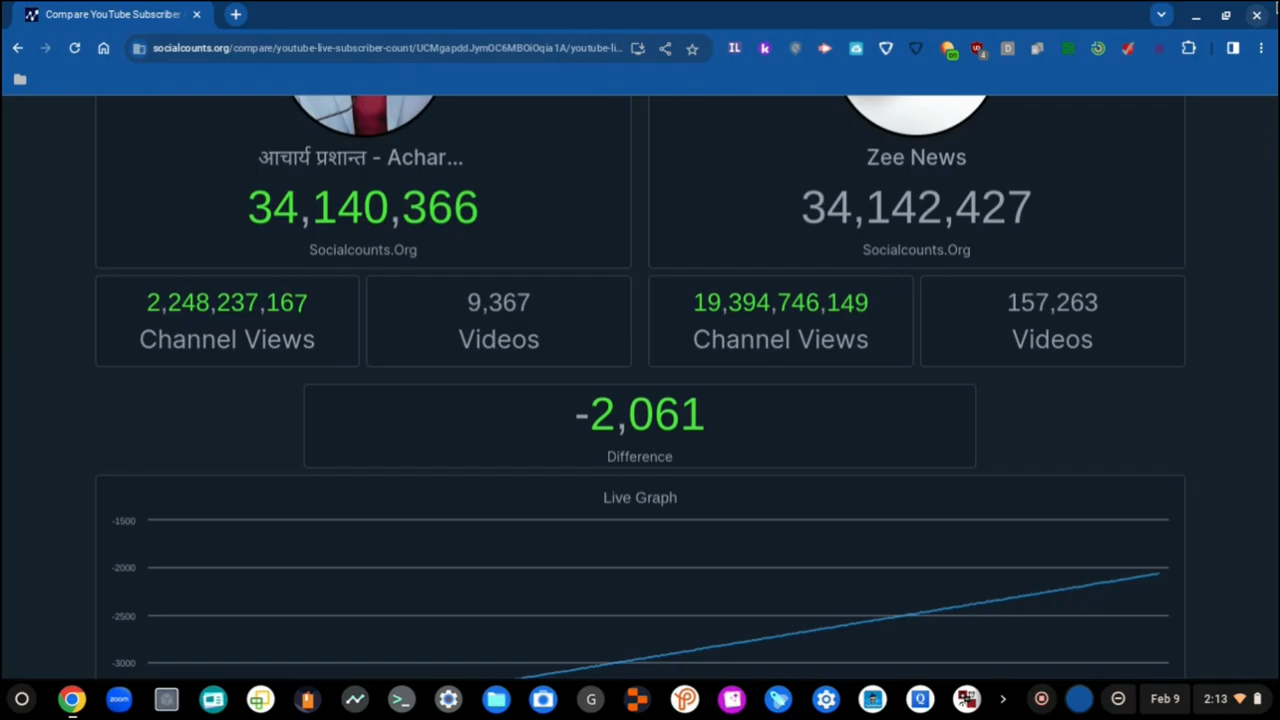 Compare YouTube Subscriber
socialcounts.org/compare/youtube-live-subscriber-count/UCMgapddJymOC6MBOi0qia1A/youtube-li...
आचार्य प्रशान्त - Achar...
Zee News
34,140,366
34,142,427
Socialcounts.Org
Socialcounts.Org
2,248,237,167
9,367
19,394,746,149
157,263
Channel Views
Videos
Channel Views
Videos
-2,061
Difference
Live Graph
-1500
-2000
-2500
-3000
zoom
Feb 9
2:13